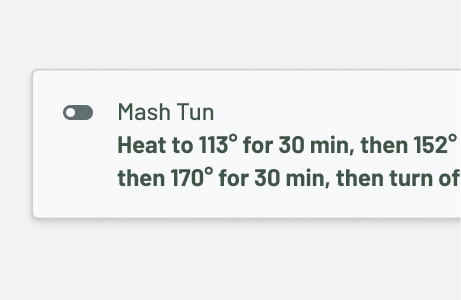 Mash Tun
Heat to 113° for 30 min, then 152°
then 170° for 30 min, then turn of